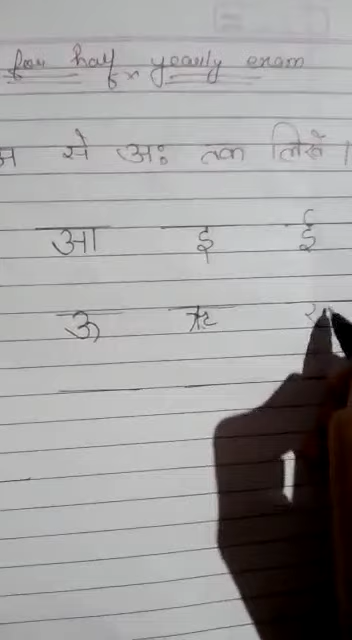 for half yearly exam
अ से अः तक लिखें।
आ इ ई
ऊ ऋ